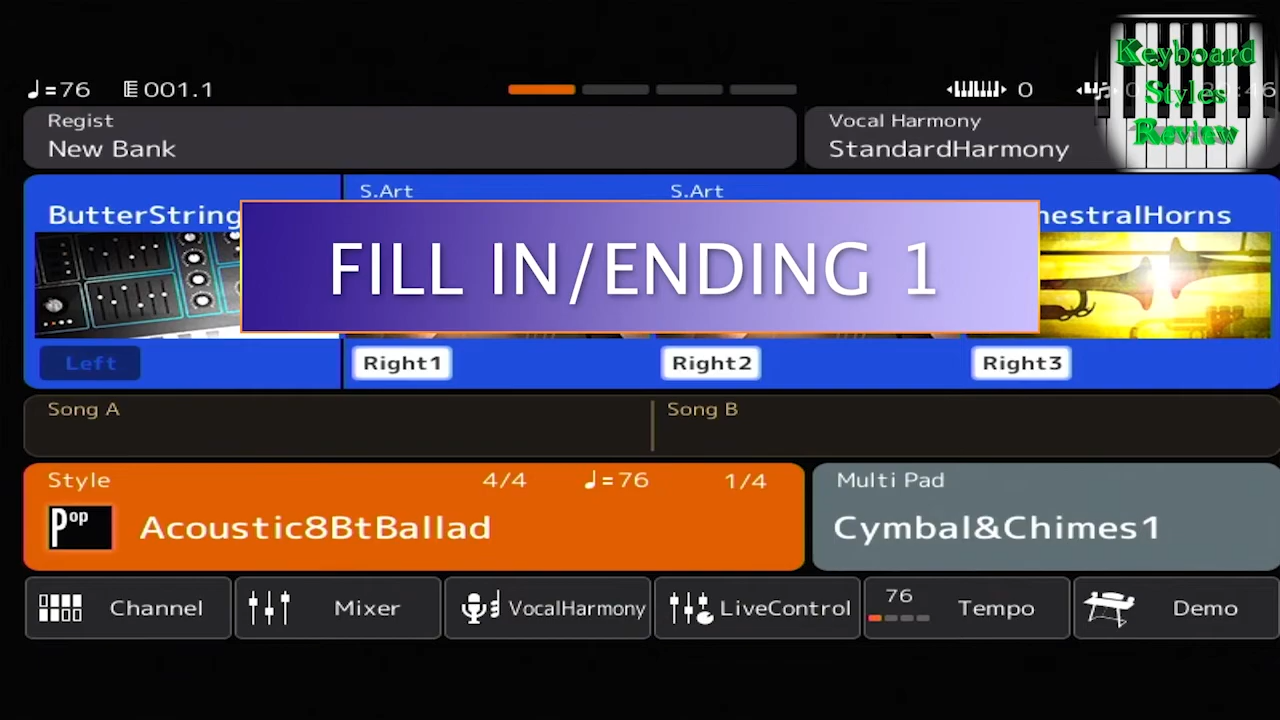 Keyboard
Styles
Review
♩=76 001.1
0
:46
Regist
New Bank
Vocal Harmony
StandardHarmony
S.Art
S.Art
ButterString
hestralHorns
FILL IN/ENDING 1
Left
Right1
Right2
Right3
Song A
Song B
Style 4/4 ♩=76 1/4
Pop
Acoustic8BtBallad
Multi Pad
Cymbal&Chimes1
Channel
Mixer
VocalHarmony
LiveControl
76
Tempo
Demo